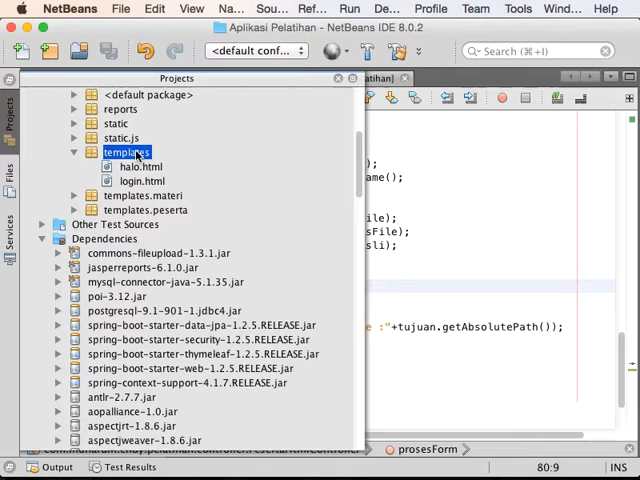 NetBeans File Edit View Na... Sou... Ref... Run De... Pr... Team Tools Wind... Help
Aplikasi Pelatihan - NetBeans IDE 8.0.2
<default conf...
Search (⌘+I)
Projects
atihan]
Projects
Files
Services
<default package>
reports
static
static.js
templates
halo.html
login.html
templates.materi
templates.peserta
Other Test Sources
Dependencies
commons-fileupload-1.3.1.jar
jasperreports-6.1.0.jar
mysql-connector-java-5.1.35.jar
poi-3.12.jar
postgresql-9.1-901-1.jdbc4.jar
spring-boot-starter-data-jpa-1.2.5.RELEASE.jar
spring-boot-starter-security-1.2.5.RELEASE.jar
spring-boot-starter-thymeleaf-1.2.5.RELEASE.jar
spring-boot-starter-web-1.2.5.RELEASE.jar
spring-context-support-4.1.7.RELEASE.jar
antlr-2.7.7.jar
aopalliance-1.0.jar
aspectjrt-1.8.6.jar
aspectjweaver-1.8.6.jar
);
ame();
ile);
sFile);
sli);
e :"+tujuan.getAbsolutePath());
prosesForm
Output
Test Results
80:9
INS